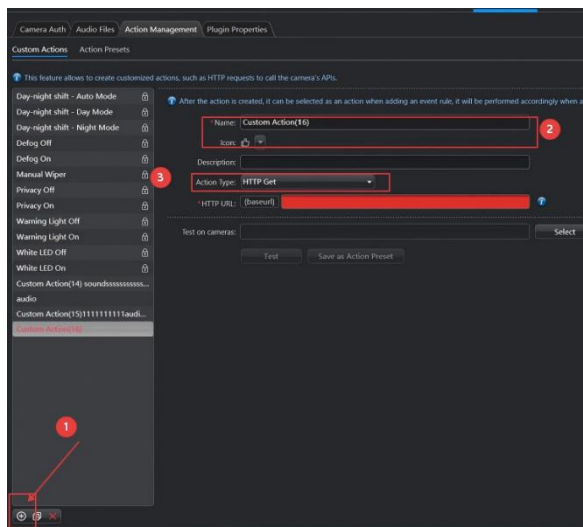 Camera Auth Audio Files Action Management Plugin Properties
Custom Actions Action Presets
This feature allows to create customized actions, such as HTTP requests to call the camera's APIs.
Day-night shift - Auto Mode
Day-night shift - Day Mode
Day-night shift - Night Mode
Defog Off
Defog On
Manual Wiper
Privacy Off
Privacy On
Warning Light Off
Warning Light On
White LED Off
White LED On
Custom Action(14) soundsssssssssss...
audio
Custom Action(15)1111111111audi...
Custom Action(16)
1
After the action is created, it can be selected as an action when adding an event rule, it will be performed accordingly when a
*Name: Custom Action(16)
Icon:
2
Description:
3
Action Type: HTTP Get
*HTTP URL: {baseurl}
Test on cameras: Select
Test Save as Action Preset